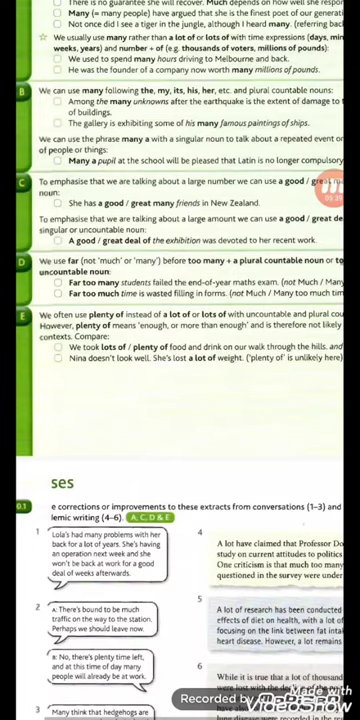 There is no guarantee she will recover. Much depends on how well she respon
Many (= many people) have argued that she is the finest poet of our generati
Not once did I see a tiger in the jungle, although I heard many. (referring back
We usually use many rather than a lot of or lots of with time expressions (days, min
weeks, years) and number + of (e.g. thousands of voters, millions of pounds):
We used to spend many hours driving to Melbourne and back.
He was the founder of a company now worth many millions of pounds.
B
We can use many following the, my, its, his, her, etc. and plural countable nouns:
Among the many unknowns after the earthquake is the extent of damage to t
of buildings.
The gallery is exhibiting some of his many famous paintings of ships.
We can use the phrase many a with a singular noun to talk about a repeated event or
of people or things:
Many a pupil at the school will be pleased that Latin is no longer compulsory
C
To emphasise that we are talking about a large number we can use a good / great m
noun:
She has a good / great many friends in New Zealand.
To emphasise that we are talking about a large amount we can use a good / great de
singular or uncountable noun:
A good / great deal of the exhibition was devoted to her recent work.
D
We use far (not 'much' or 'many') before too many + a plural countable noun or to
uncountable noun:
Far too many students failed the end-of-year maths exam. (not Much / Many
Far too much time is wasted filling in forms. (not Much / Many too much tim
E
We often use plenty of instead of a lot of or lots of with uncountable and plural cou
However, plenty of means 'enough, or more than enough' and is therefore not likely
contexts. Compare:
We took lots of / plenty of food and drink on our walk through the hills. and
Nina doesn't look well. She's lost a lot of weight. ('plenty of' is unlikely here)
ses
0.1 e corrections or improvements to these extracts from conversations (1–3) and
lemic writing (4–6). A, C, D & E
1 Lola's had many problems with her
back for a lot of years. She's having
an operation next week and she
won't be back at work for a good
deal of weeks afterwards.
2 A: There's bound to be much
traffic on the way to the station.
Perhaps we should leave now.
B: No, there's plenty time left,
and at this time of day many
people will already be at work.
3 Many think that hedgehogs are
4 A lot have claimed that Professor Do
study on current attitudes to politics
One criticism is that much too many
questioned in the survey were under
5 A lot of research has been conducted
effects of diet on health, with a lot of
focusing on the link between fat intak
heart disease. However, a lot remains
6 While it is true that a lot of thousand
were lost with the
Recorded by
Made with
VideoShow